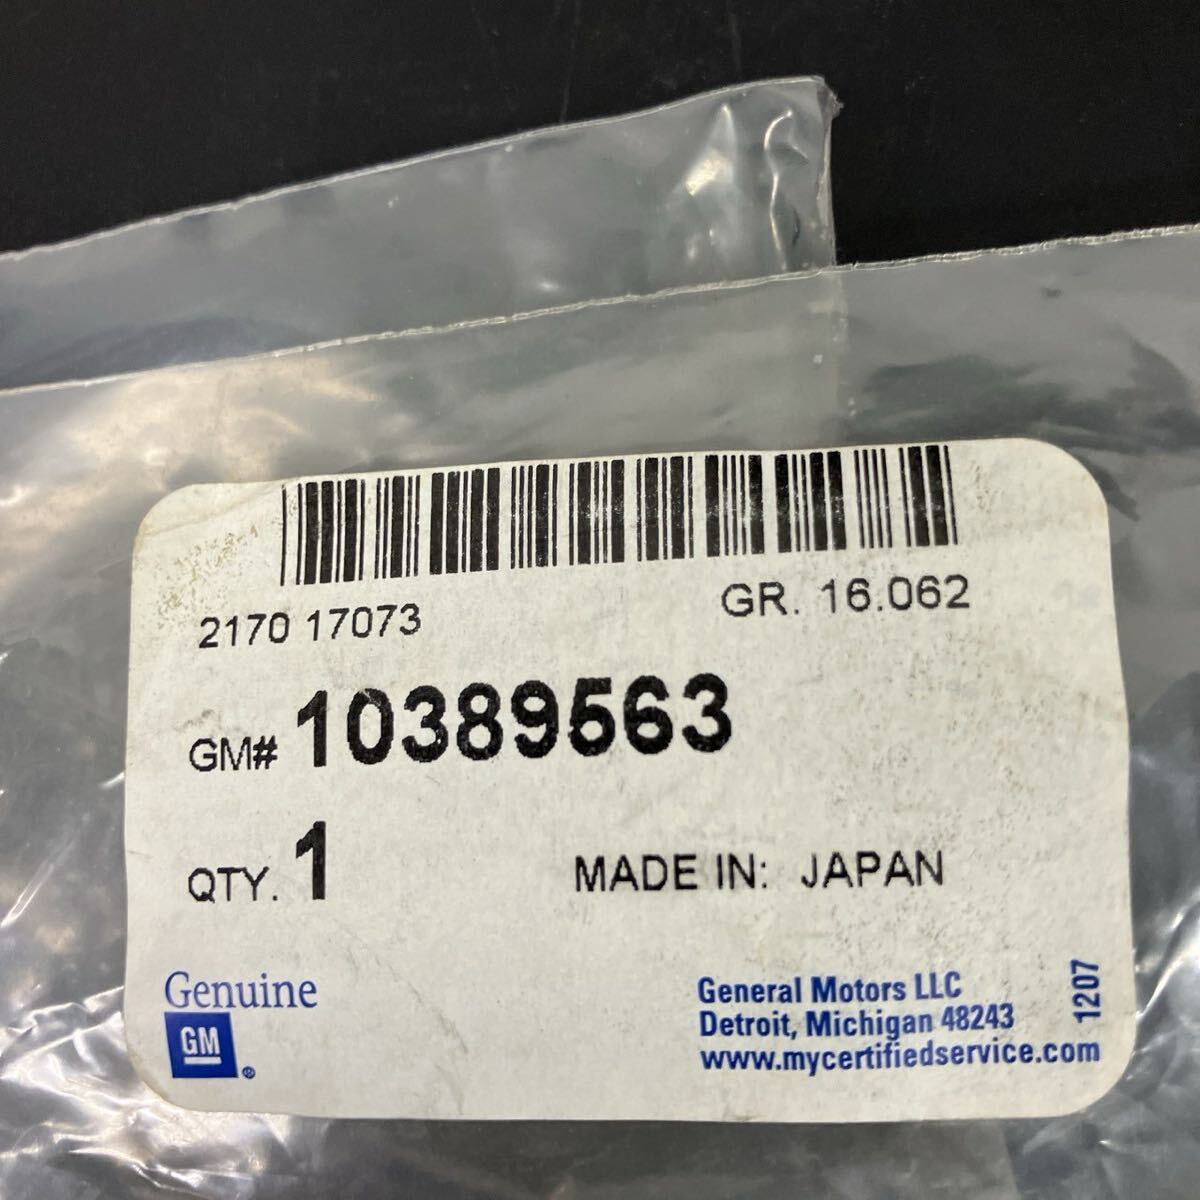 2170 17073
GR. 16.062
GM# 10389563
QTY. 1
MADE IN: JAPAN
Genuine
GM®
General Motors LLC
Detroit, Michigan 48243
www.mycertifiedservice.com
1207